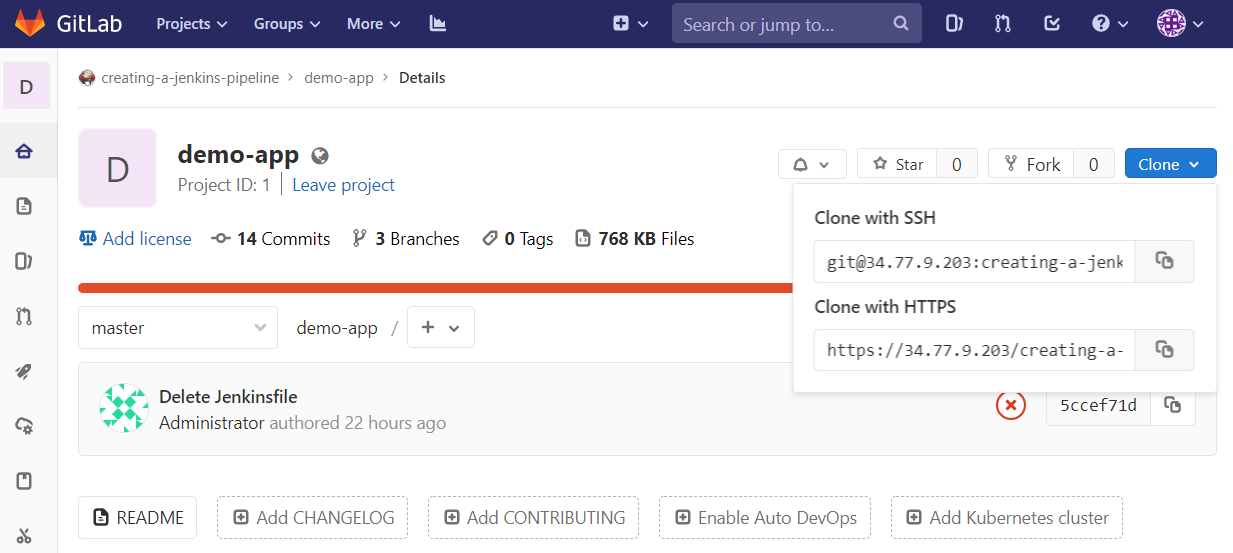 GitLab Projects Groups More Search or jump to...
D creating-a-jenkins-pipeline > demo-app > Details
D demo-app
Project ID: 1 Leave project
Star 0 Fork 0 Clone
Add license 14 Commits 3 Branches 0 Tags 768 KB Files
Clone with SSH
git@34.77.9.203:creating-a-jenk
Clone with HTTPS
https://34.77.9.203/creating-a-
master demo-app / +
Delete Jenkinsfile
Administrator authored 22 hours ago
5ccef71d
README Add CHANGELOG Add CONTRIBUTING Enable Auto DevOps Add Kubernetes cluster